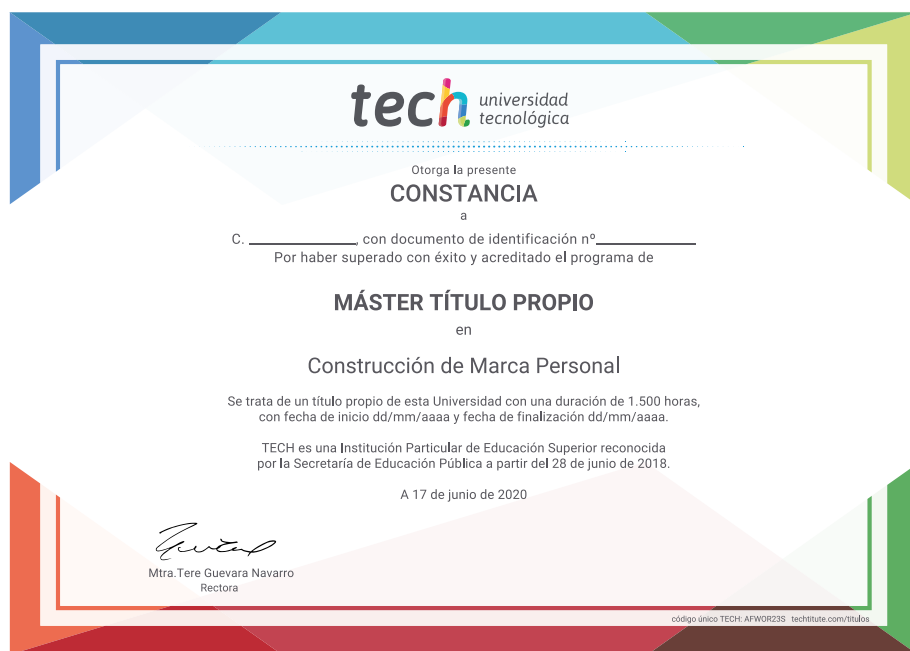 tech universidad
tecnológica
Otorga la presente
CONSTANCIA
a
C. ____________, con documento de identificación nº____________
Por haber superado con éxito y acreditado el programa de
MÁSTER TÍTULO PROPIO
en
Construcción de Marca Personal
Se trata de un título propio de esta Universidad con una duración de 1.500 horas,
con fecha de inicio dd/mm/aaaa y fecha de finalización dd/mm/aaaa.
TECH es una Institución Particular de Educación Superior reconocida
por la Secretaría de Educación Pública a partir del 28 de junio de 2018.
A 17 de junio de 2020
Mtra.Tere Guevara Navarro
Rectora
código único TECH: AFWOR23S techtitute.com/titulos